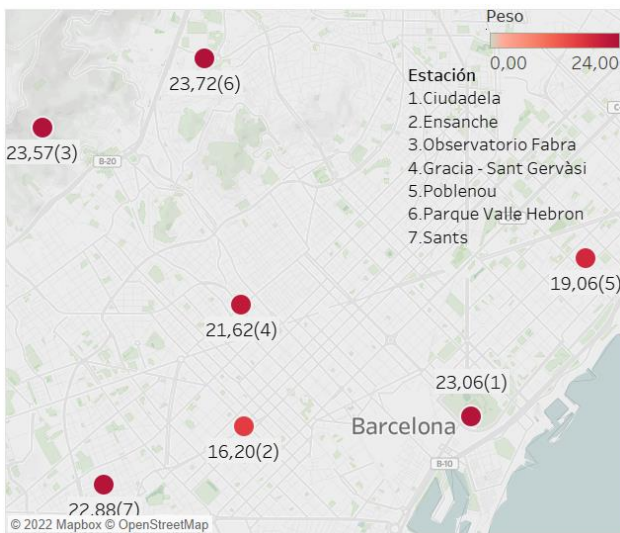 Peso
0,00
24,00
Estación
1.Ciudadela
2.Ensanche
3.Observatorio Fabra
4.Gracia - Sant Gervàsi
5.Poblenou
6.Parque Valle Hebron
7.Sants
23,72(6)
23,57(3)
B-20
19,06(5)
21,62(4)
23,06(1)
Barcelona
16,20(2)
B-10
22,88(7)
© 2022 Mapbox © OpenStreetMap